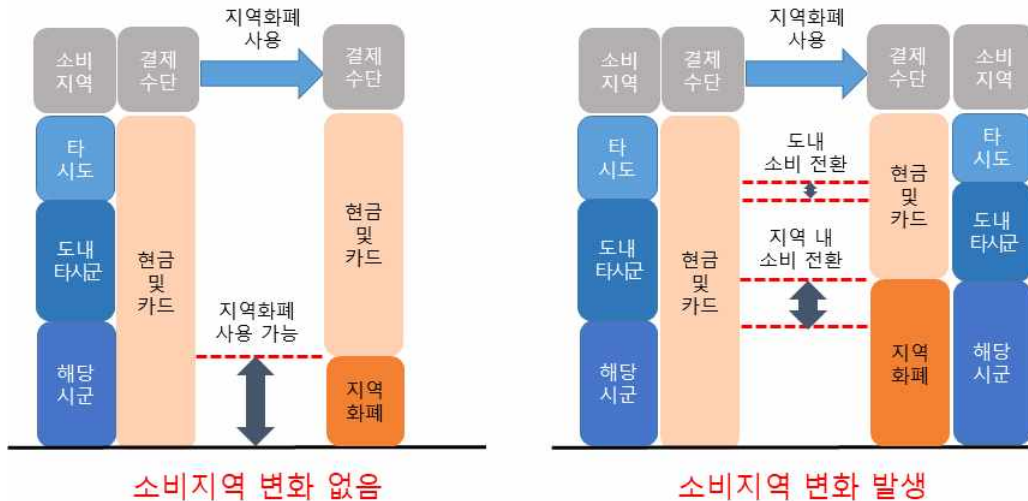 지역화폐
사용
소비
지역
결제
수단
결제
수단
타
시도
도내
타시군
해당
시군
현금
및
카드
지역화폐
사용 가능
현금
및
카드
지역
화폐
소비지역 변화 없음
지역화폐
사용
소비
지역
결제
수단
결제
수단
소비
지역
타
시도
도내
타시군
해당
시군
현금
및
카드
도내
소비 전환
지역 내
소비 전환
현금
및
카드
지역
화폐
타
시도
도내
타시군
해당
시군
소비지역 변화 발생